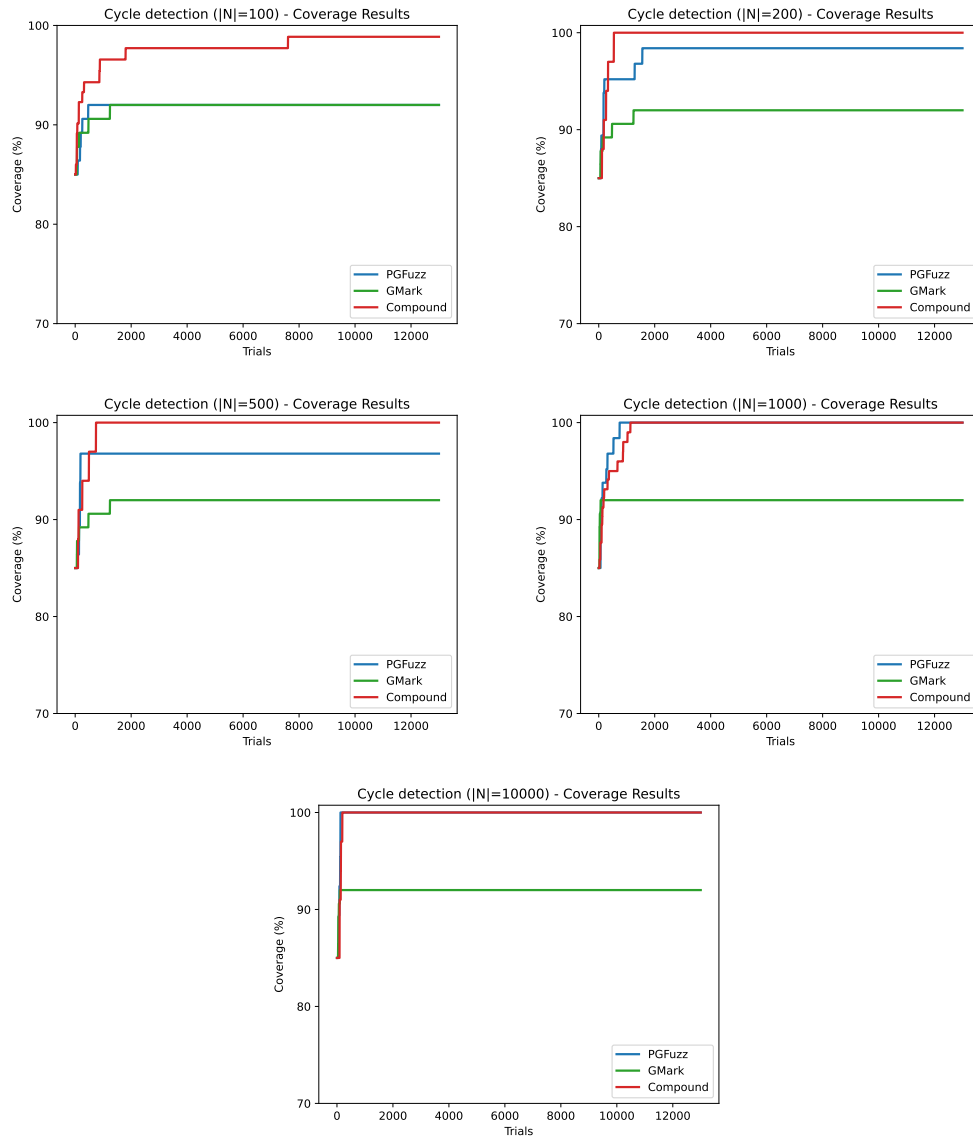 Cycle detection (|N|=100) - Coverage Results
100
90
80
70
Coverage (%)
0 2000 4000 6000 8000 10000 12000
Trials
PGFuzz
GMark
Compound
Cycle detection (|N|=200) - Coverage Results
100
90
80
70
Coverage (%)
0 2000 4000 6000 8000 10000 12000
Trials
PGFuzz
GMark
Compound
Cycle detection (|N|=500) - Coverage Results
100
90
80
70
Coverage (%)
0 2000 4000 6000 8000 10000 12000
Trials
PGFuzz
GMark
Compound
Cycle detection (|N|=1000) - Coverage Results
100
90
80
70
Coverage (%)
0 2000 4000 6000 8000 10000 12000
Trials
PGFuzz
GMark
Compound
Cycle detection (|N|=10000) - Coverage Results
100
90
80
70
Coverage (%)
0 2000 4000 6000 8000 10000 12000
Trials
PGFuzz
GMark
Compound